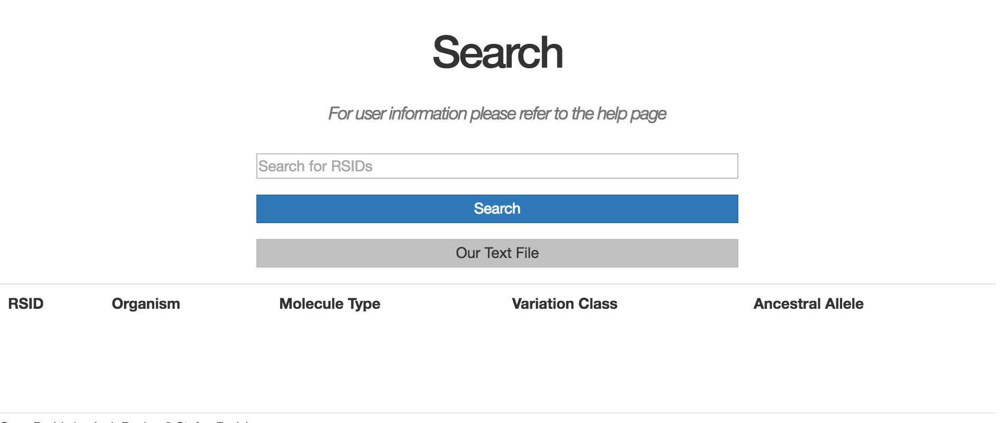 Search
For user information please refer to the help page
Search for RSIDs
Search
Our Text File
RSID Organism Molecule Type Variation Class Ancestral Allele